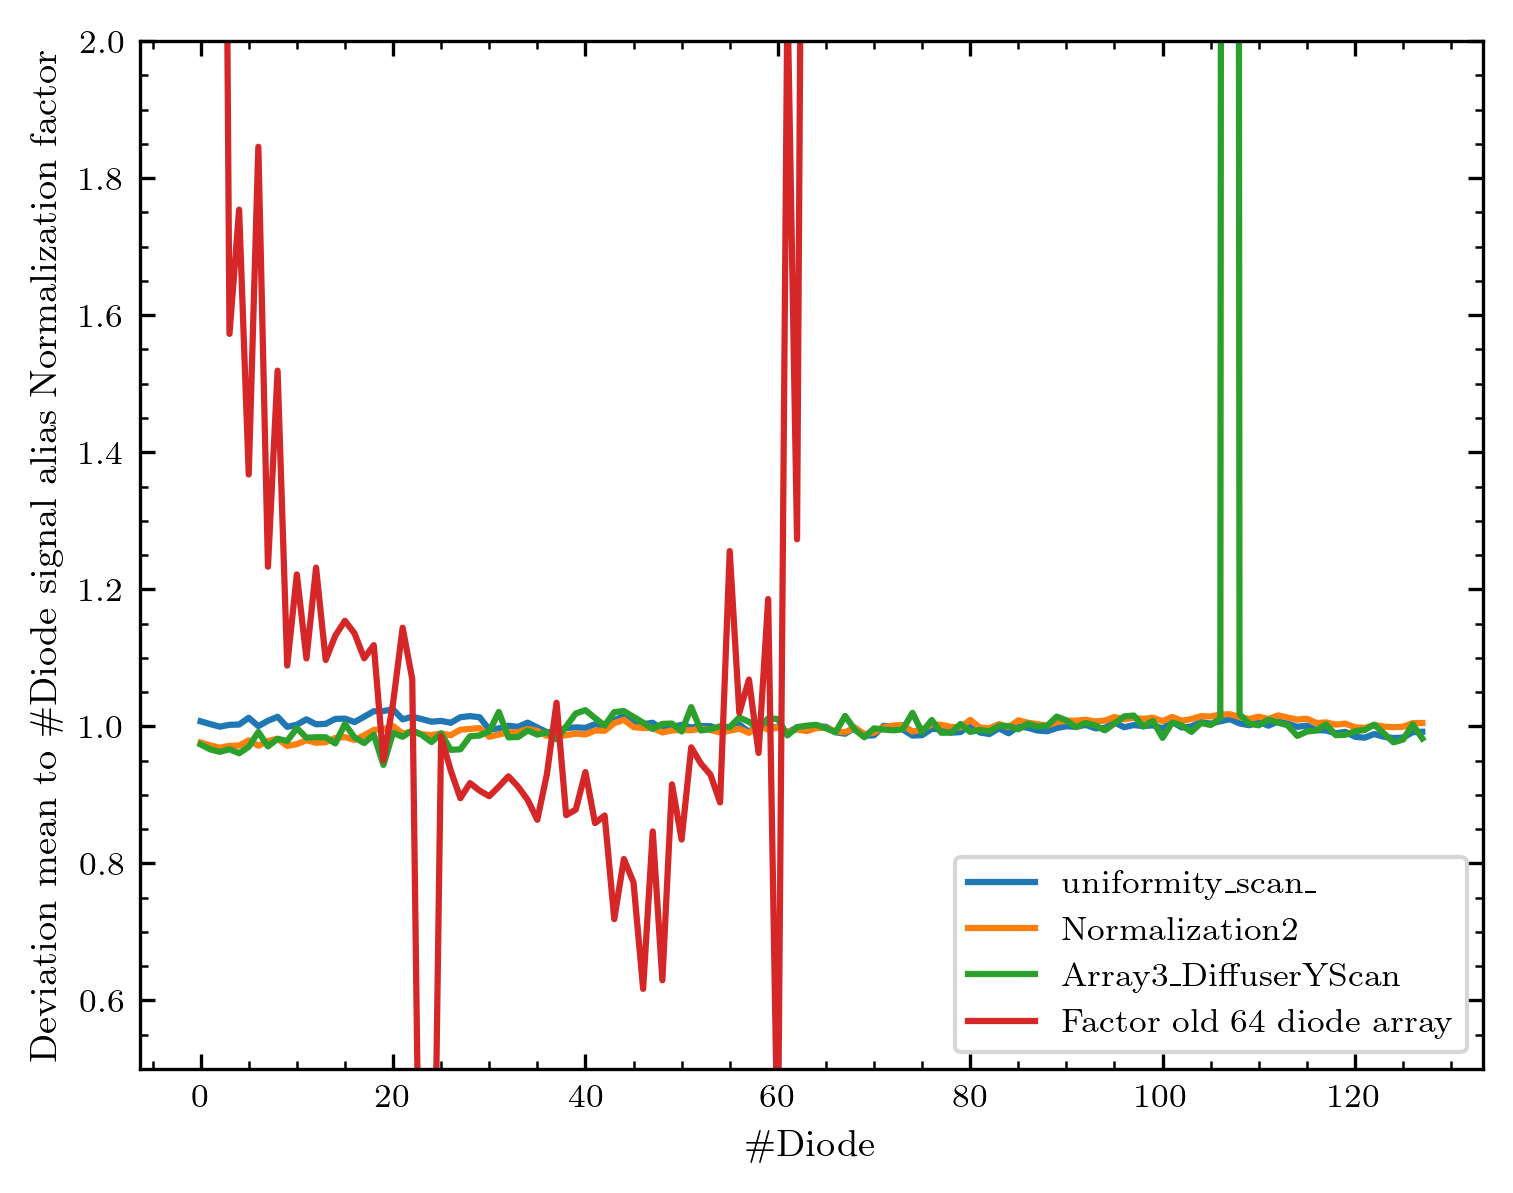 Deviation mean to #Diode signal alias Normalization factor
2.0
1.8
1.6
1.4
1.2
1.0
0.8
0.6
0
20
40
60
80
100
120
#Diode
uniformity_scan_
Normalization2
Array3_DiffuserYScan
Factor old 64 diode array